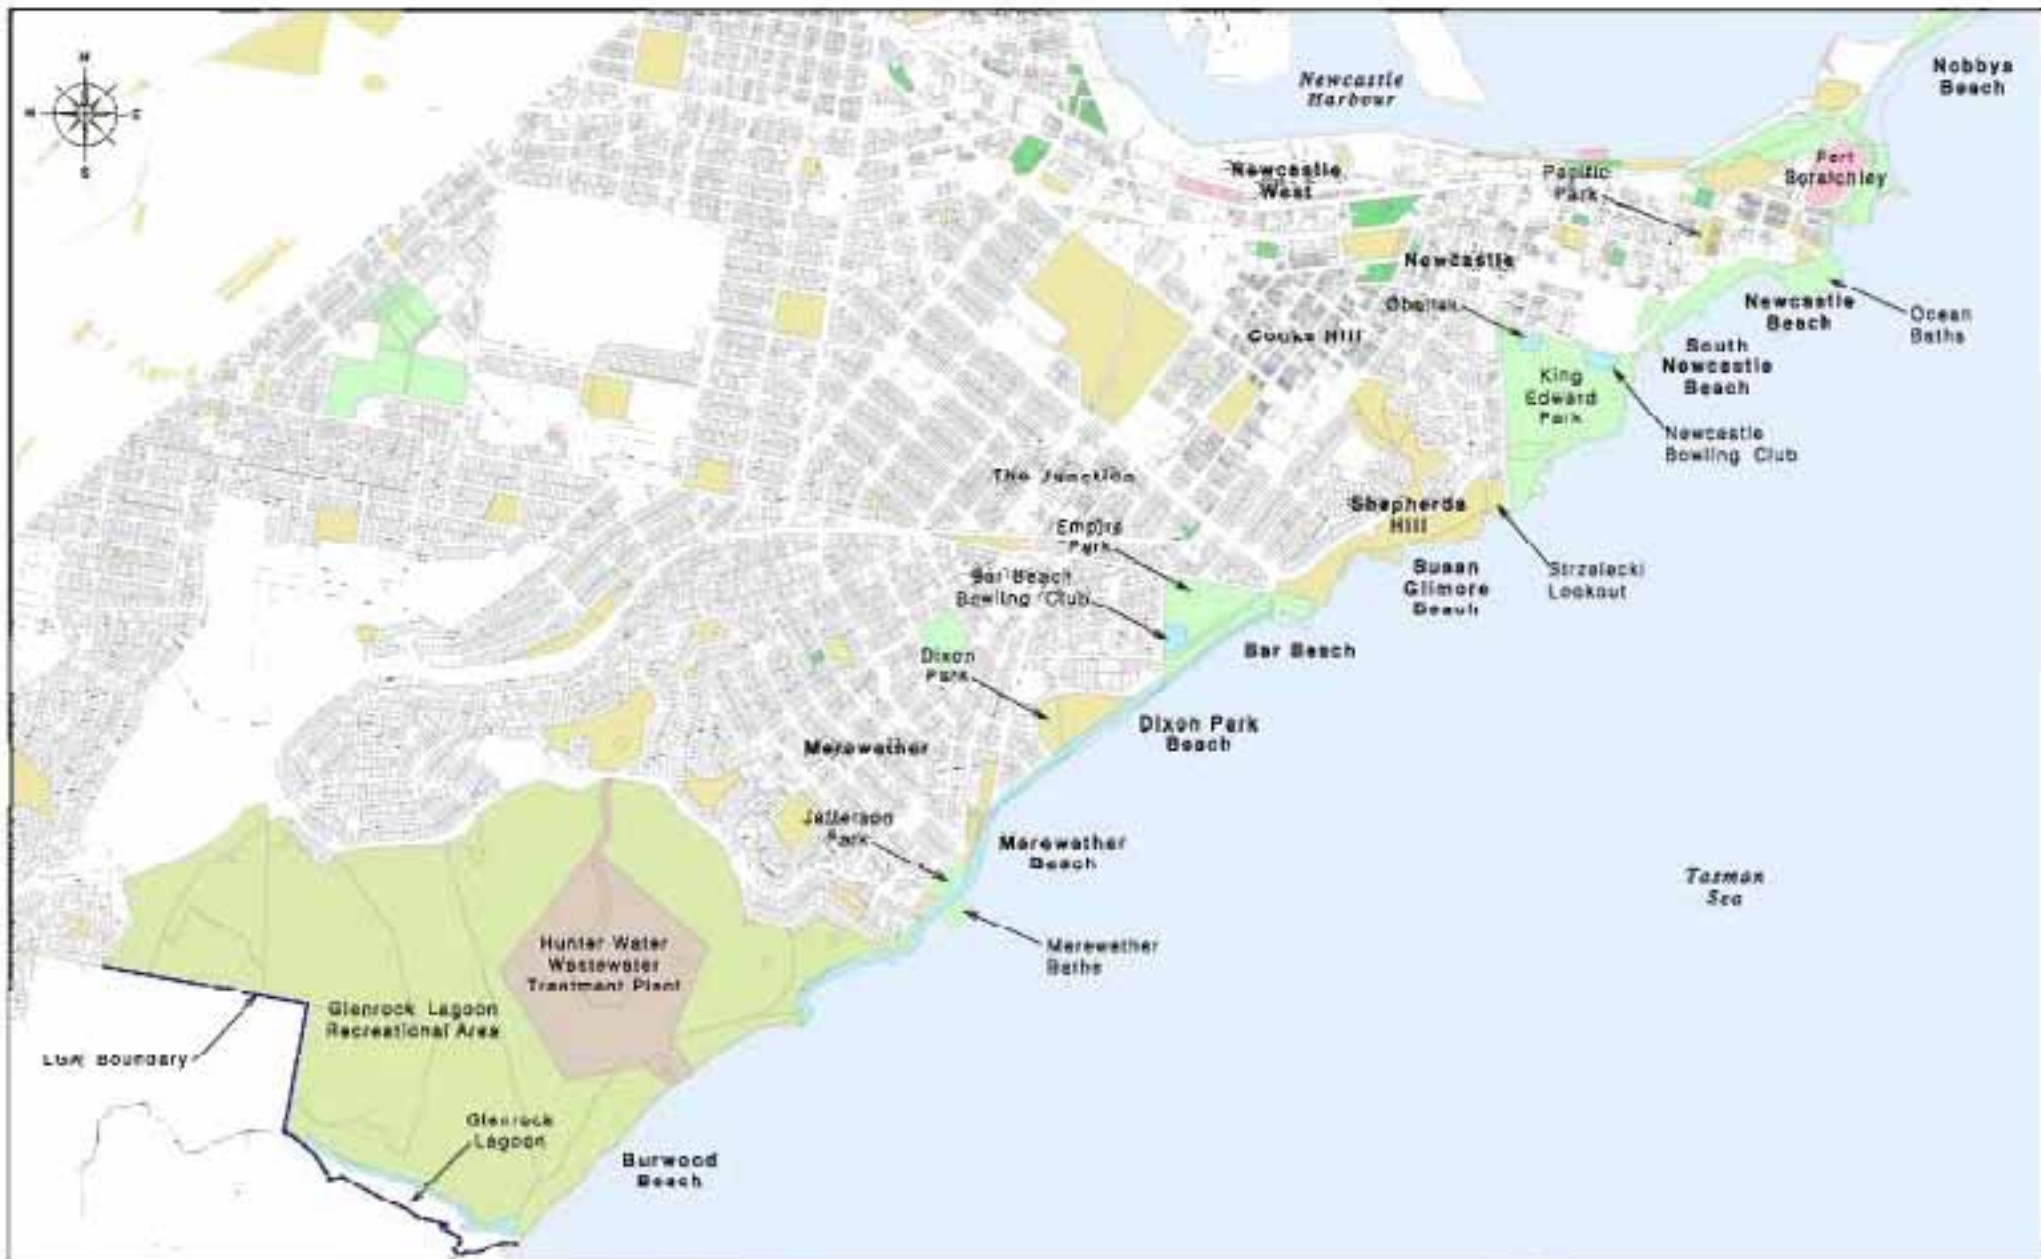 N
E
S
Nobbys
Beach
Newcastle
Harbour
Newcastle
West
Pacific
Park
Fort
Scratchley
Newcastle
Obelisk
Newcastle
Beach
Ocean
Baths
Cooks Hill
South
Newcastle
Beach
King
Edward
Park
Newcastle
Bowling Club
The Junction
Shepherds
Hill
Empire
Park
Susan
Gilmore
Beach
Strzelecki
Lookout
Bar Beach
Bowling Club
Bar Beach
Dixon
Park
Dixon Park
Beach
Merewether
Jefferson
Park
Merewether
Beach
Tasman
Sea
Merewether
Baths
Hunter Water
Wastewater
Treatment Plant
Glenrock Lagoon
Recreational Area
LGA Boundary
Glenrock
Lagoon
Burwood
Beach